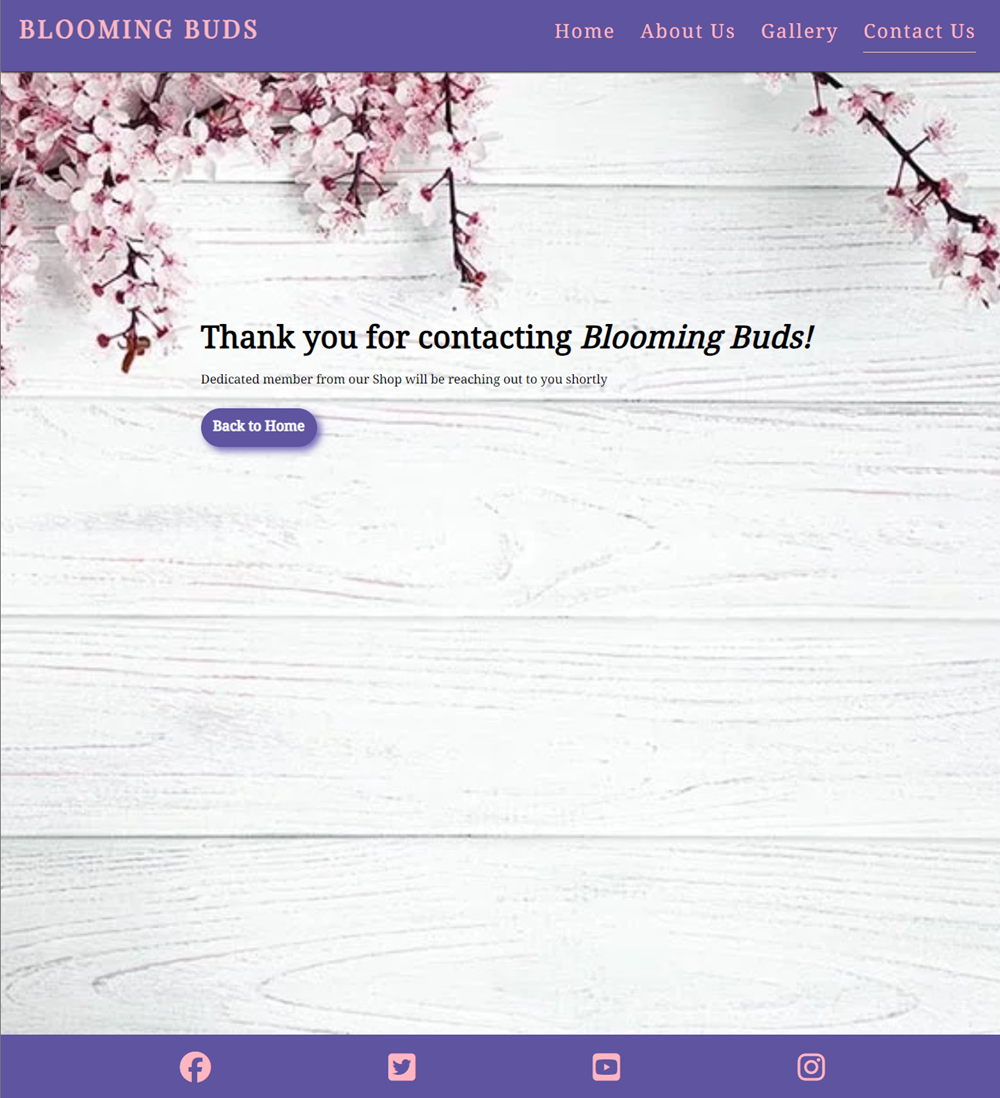 BLOOMING BUDS
Home About Us Gallery Contact Us
Thank you for contacting Blooming Buds!
Dedicated member from our Shop will be reaching out to you shortly
Back to Home